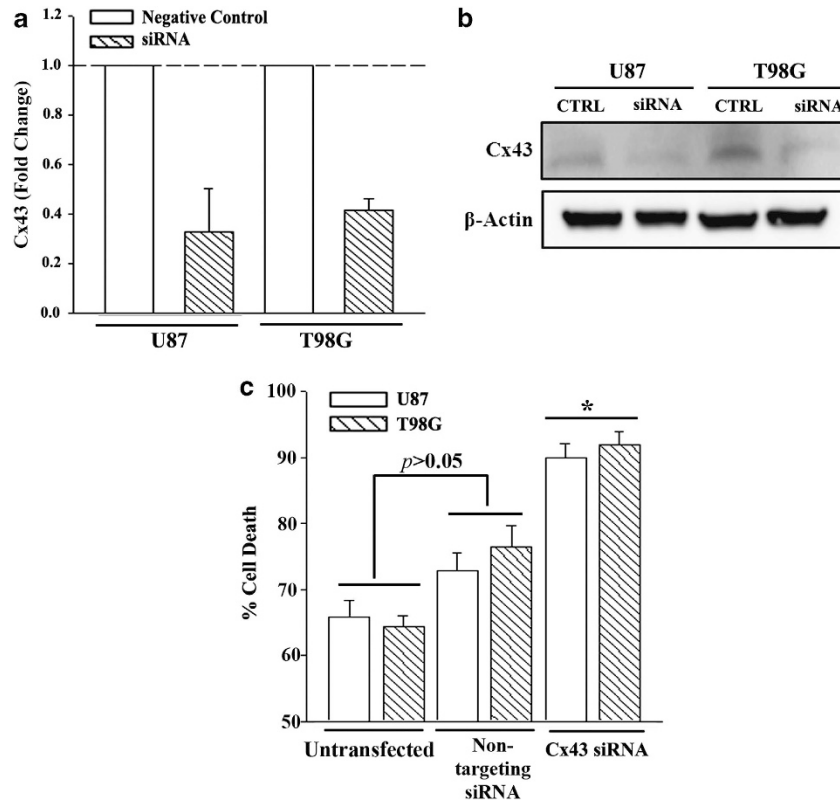 a
1.2
1.0
0.8
0.6
0.4
0.2
0.0
Cx43 (Fold Change)
Negative Control
siRNA
U87
T98G
b
U87
T98G
CTRL
siRNA
CTRL
siRNA
Cx43
β-Actin
c
100
90
80
70
60
50
% Cell Death
U87
T98G
p>0.05
*
Untransfected
Non-
targeting
siRNA
Cx43 siRNA